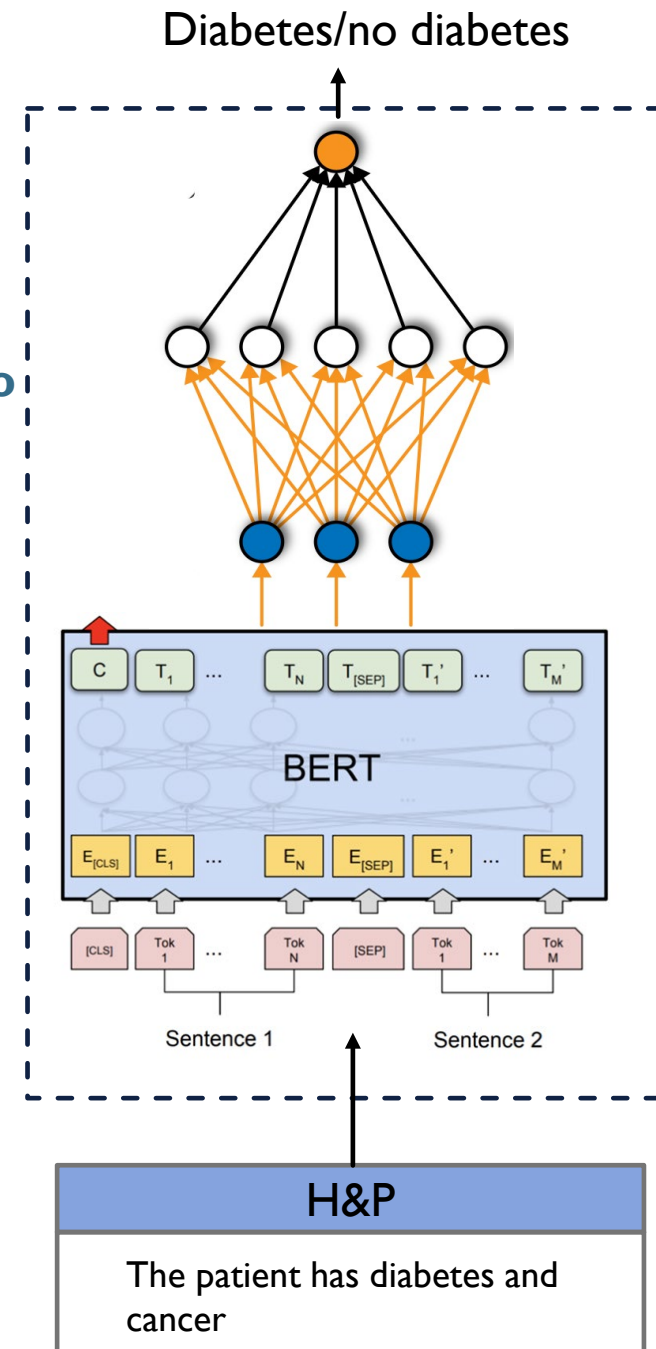 Diabetes/no diabetes
o
C T1 ... TN T[SEP] T1' ... TM'
BERT
E[CLS] E1 ... EN E[SEP] E1' ... EM'
[CLS] Tok 1 ... Tok N [SEP] Tok 1 ... Tok M
Sentence 1 Sentence 2
H&P
The patient has diabetes and
cancer